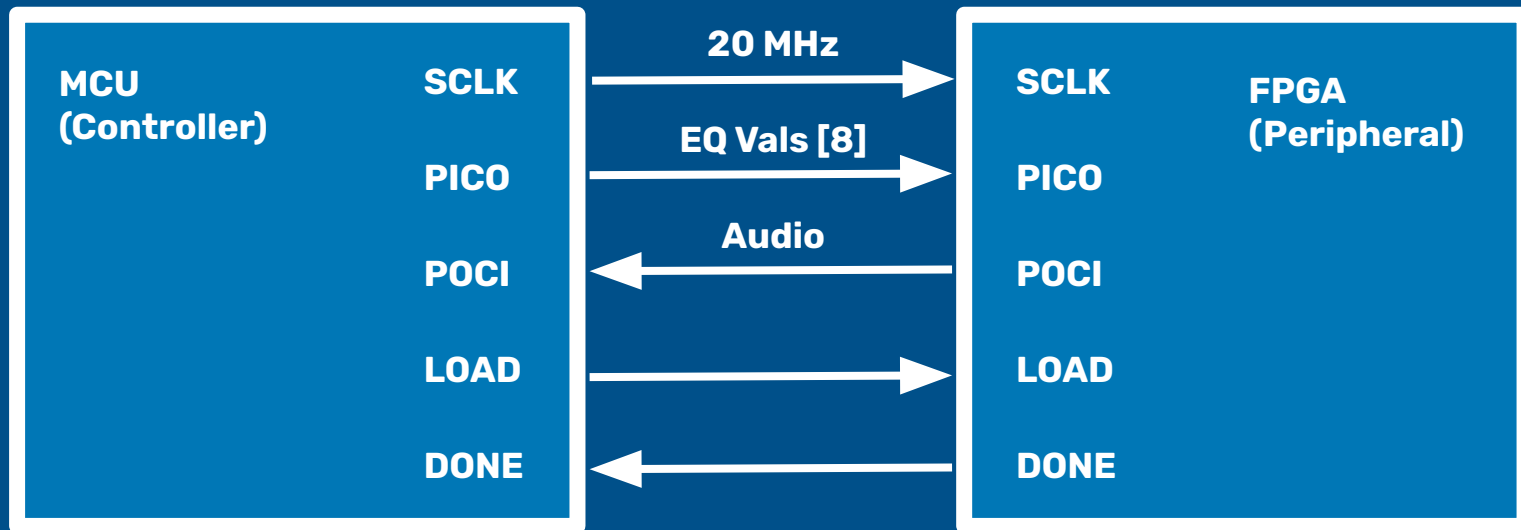 20 MHz
MCU
(Controller)
SCLK
SCLK
FPGA
(Peripheral)
EQ Vals [8]
PICO
PICO
Audio
POCI
POCI
LOAD
LOAD
DONE
DONE